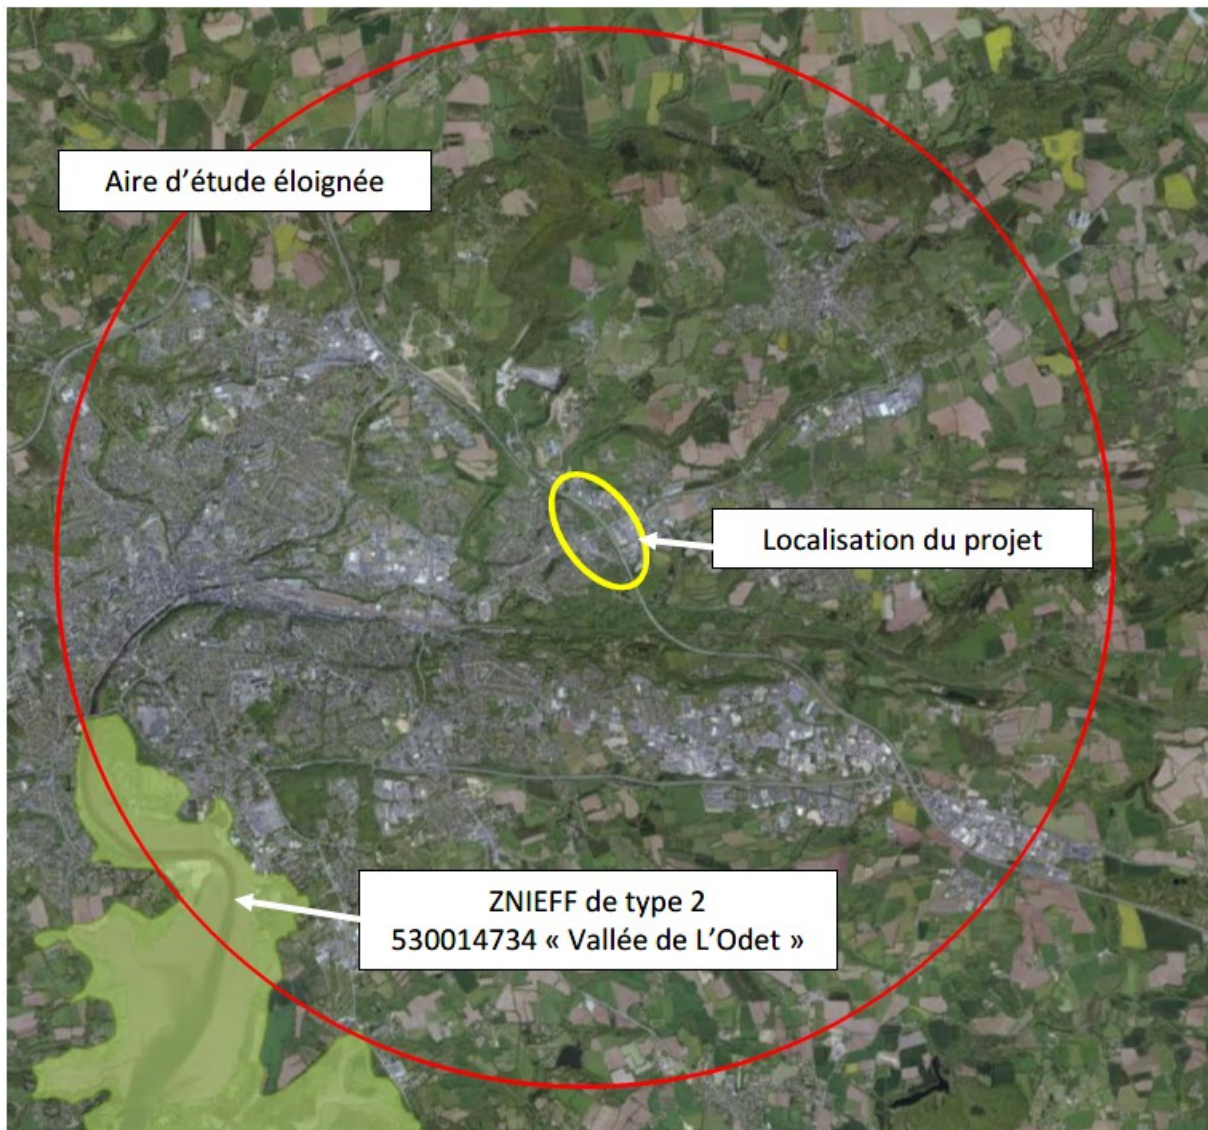 Aire d’étude éloignée
Localisation du projet
ZNIEFF de type 2
530014734 « Vallée de L’Odet »